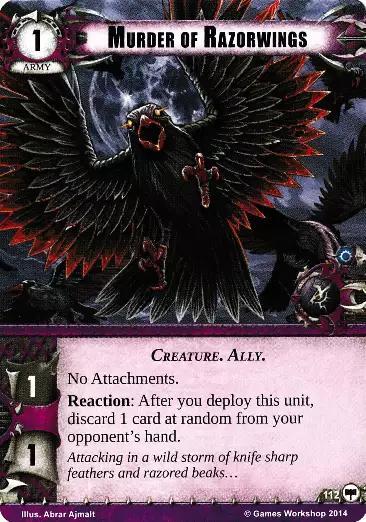 1
MURDER OF RAZORWINGS
ARMY
CREATURE. ALLY.
1
No Attachments.
Reaction: After you deploy this unit,
discard 1 card at random from your
opponent's hand.
1
Attacking in a wild storm of knife sharp
feathers and razored beaks…
112
Illus. Abrar Ajmalt
© Games Workshop 2014